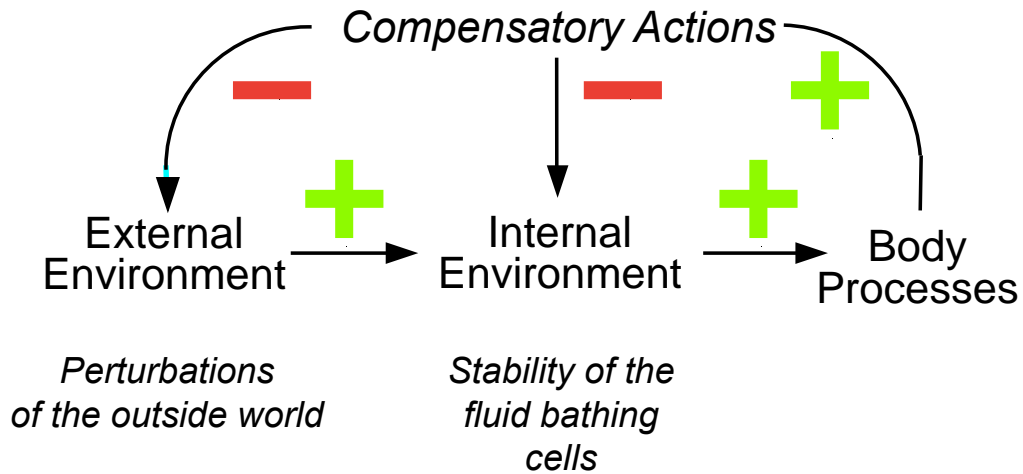 Compensatory Actions
External
Environment
Internal
Environment
Body
Processes
Perturbations
of the outside world
Stability of the
fluid bathing
cells